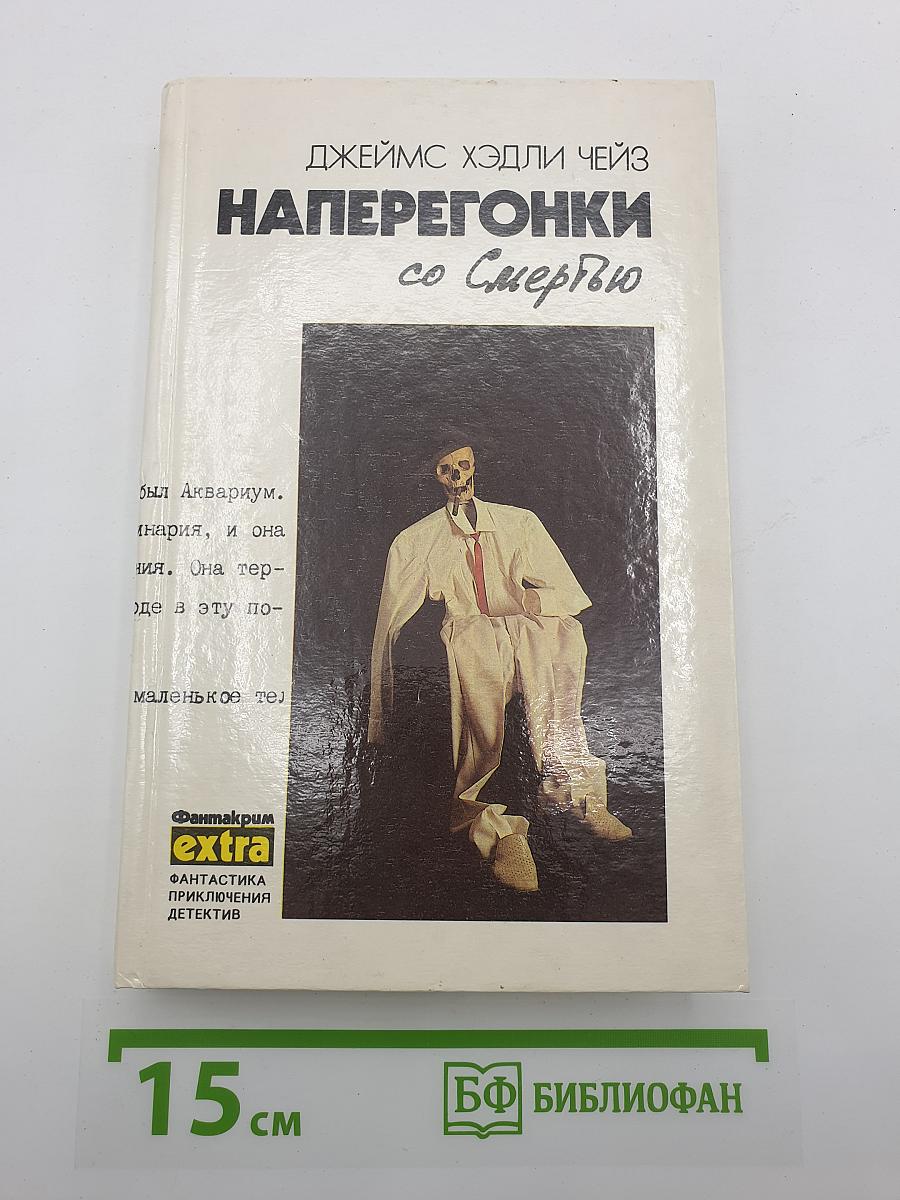 ДЖЕЙМС ХЭДЛИ ЧЕЙЗ
НАПЕРЕГОНКИ
со Смертью
был Аквариум.
инария, и она
ния. Она тер-
оде в эту по-
маленькое тел
Фантакрим
extra
ФАНТАСТИКА
ПРИКЛЮЧЕНИЯ
ДЕТЕКТИВ
15 см
БФ БИБЛИОФАН